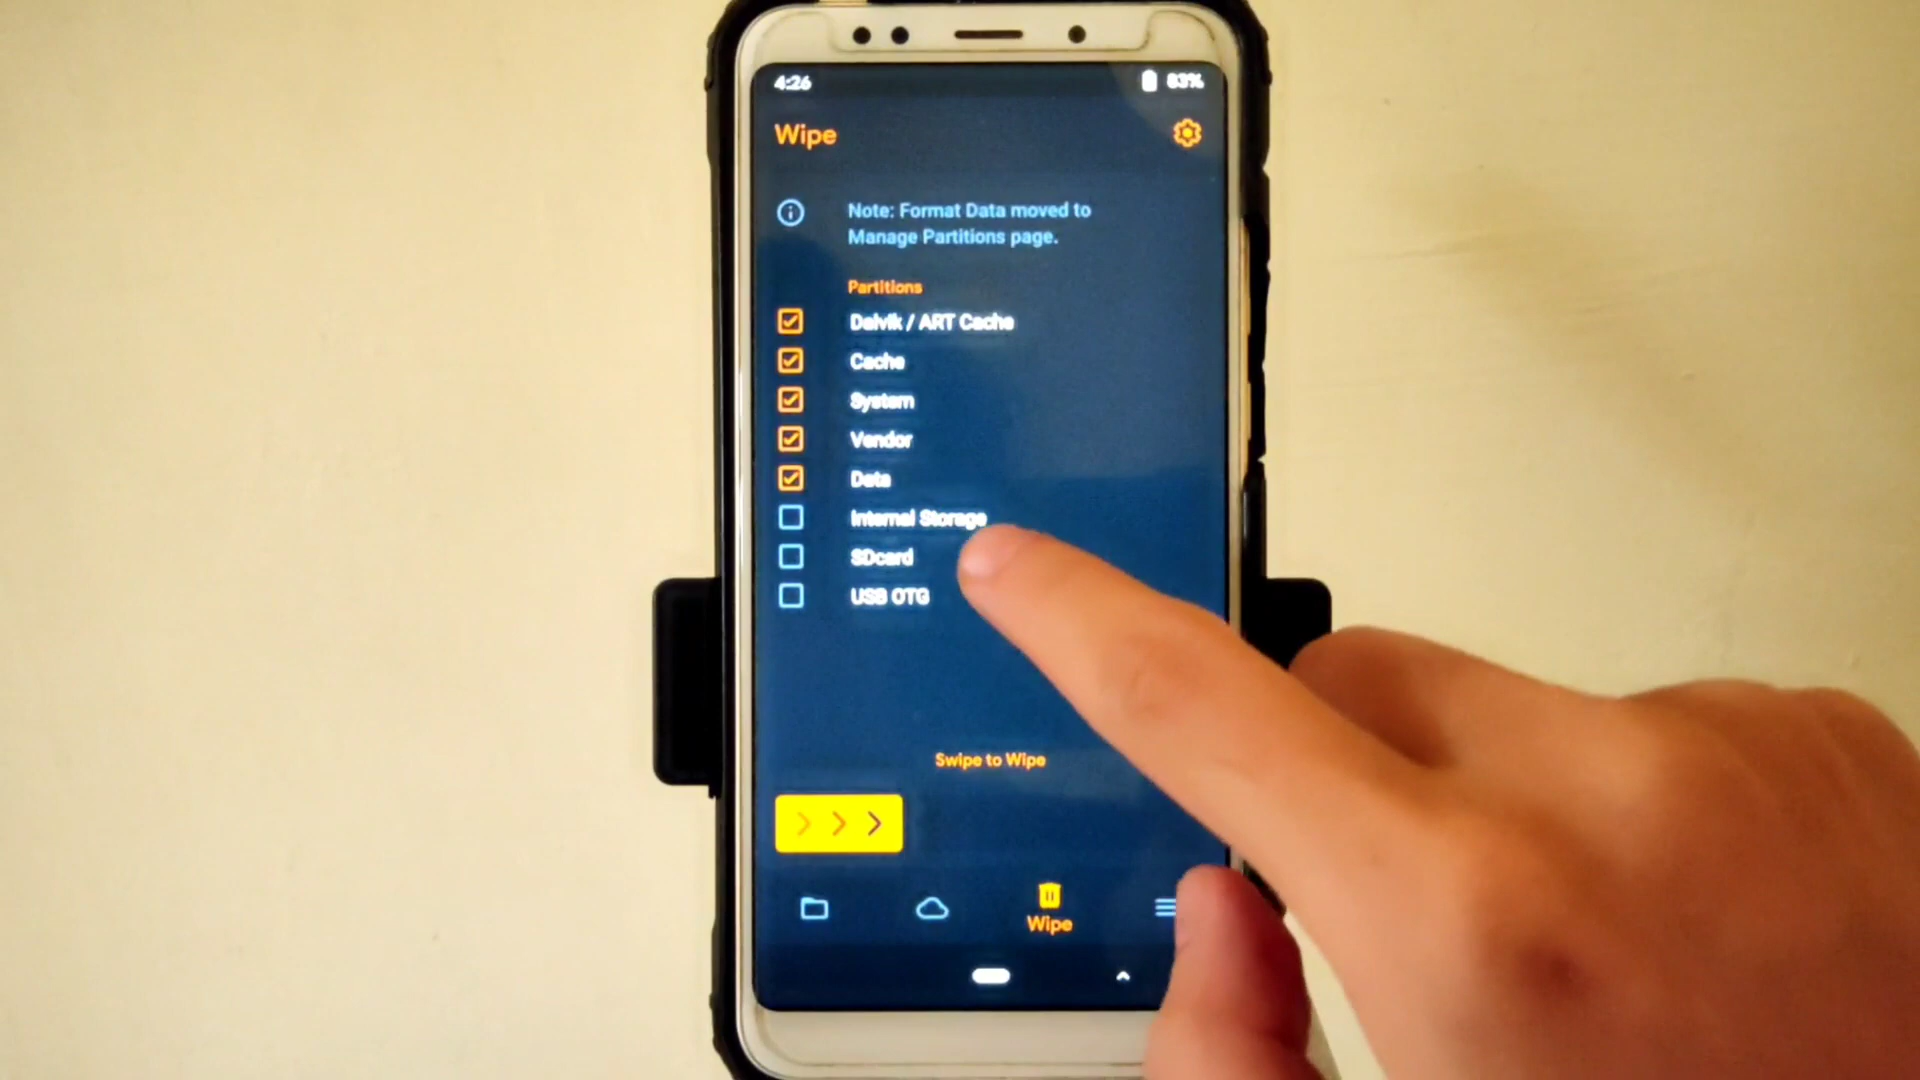 4:26
83%
Wipe
Note: Format Data moved to
Manage Partitions page.
Partitions
Dalvik / ART Cache
Cache
System
Vendor
Data
Internal Storage
SDcard
USB OTG
Swipe to Wipe
Wipe